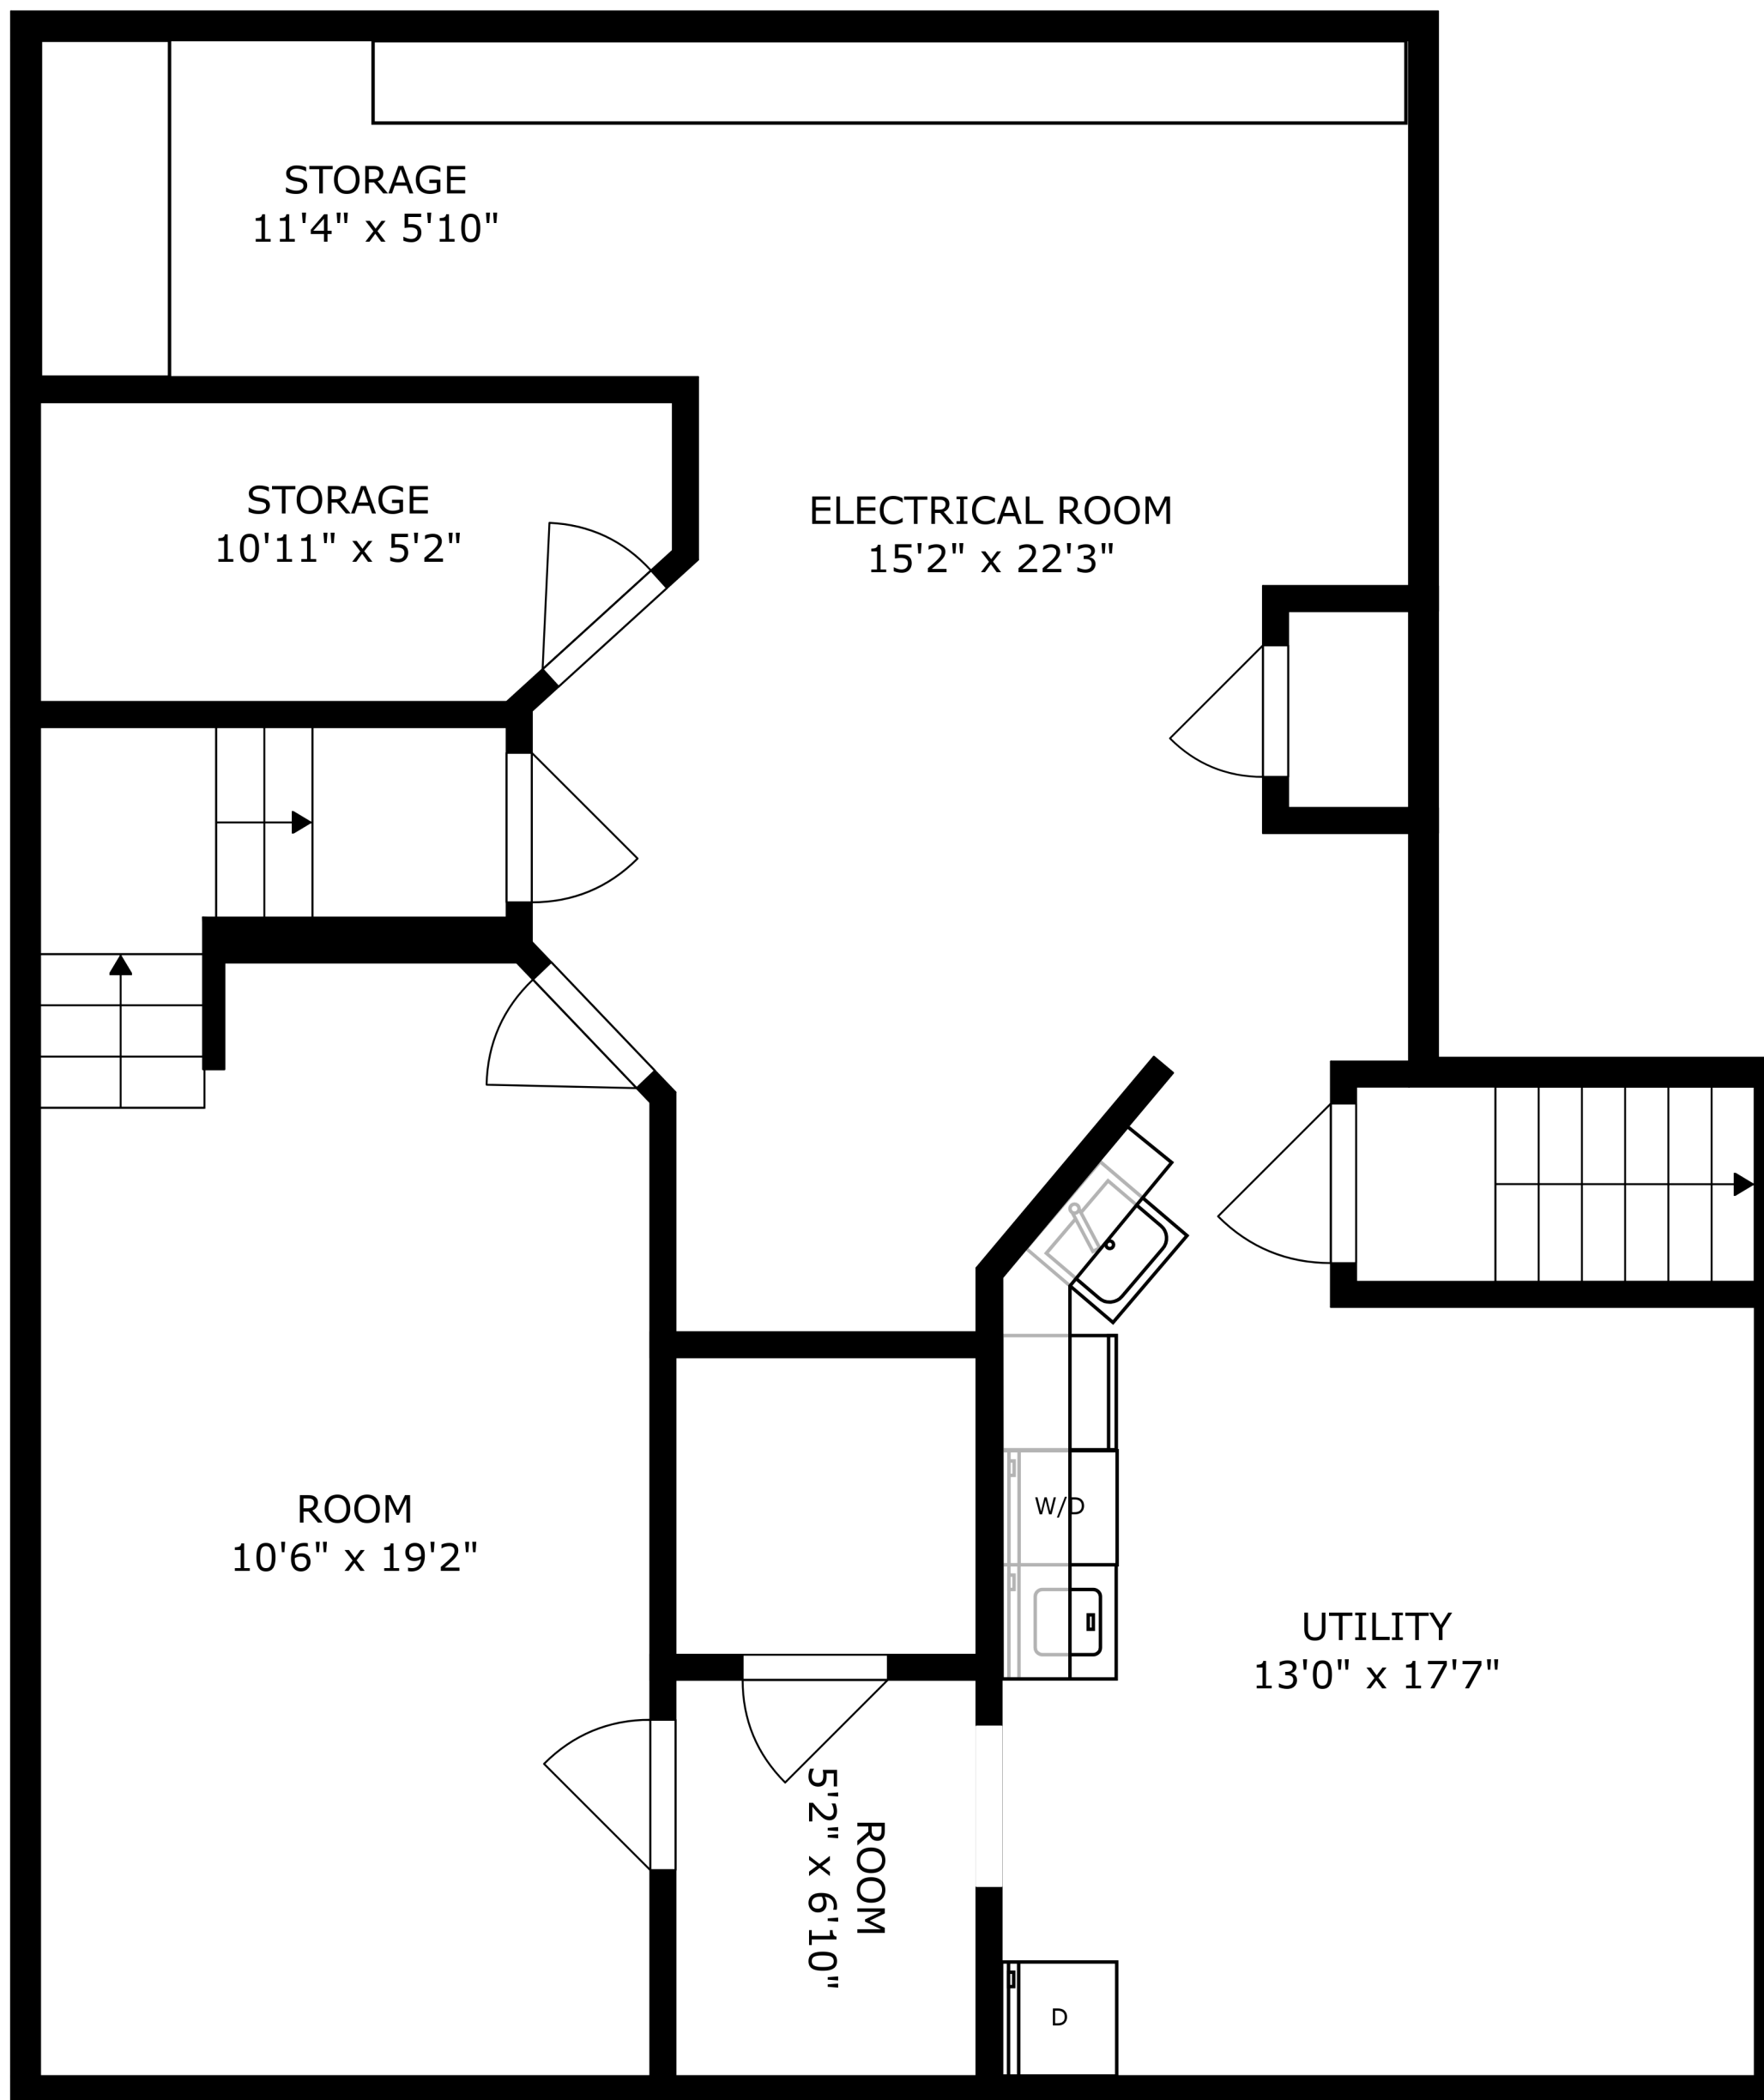 STORAGE
11'4" x 5'10"
STORAGE
10'11" x 5'2"
ELECTRICAL ROOM
15'2" x 22'3"
ROOM
10'6" x 19'2"
W/D
UTILITY
13'0" x 17'7"
ROOM
5'2" x 6'10"
D